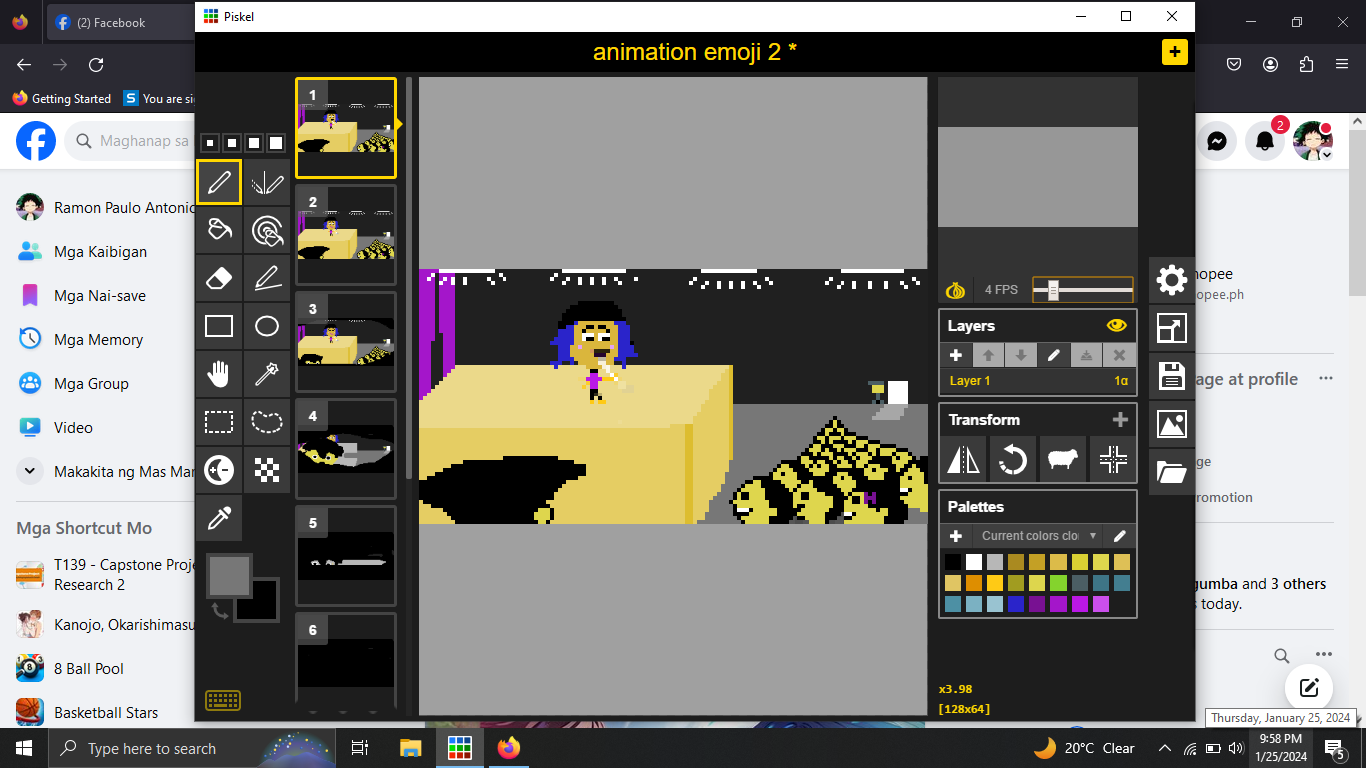 (2) Facebook
Piskel
animation emoji 2 *
Getting Started
You are si
Maghanap sa
2
Ramon Paulo Antonio
Mga Kaibigan
Mga Nai-save
Mga Memory
Mga Group
Video
Makakita ng Mas Mar
Mga Shortcut Mo
T139 - Capstone Proje
Research 2
Kanojo, Okarishimasu
8 Ball Pool
Basketball Stars
1
2
3
4
5
6
4 FPS
Layers
Layer 1
1α
Transform
Palettes
Current colors clo
x3.98
[128x64]
hopee
opee.ph
age at profile
ge
romotion
gumba and 3 others
s today.
Thursday, January 25, 2024
Type here to search
20°C Clear
9:58 PM
1/25/2024
5